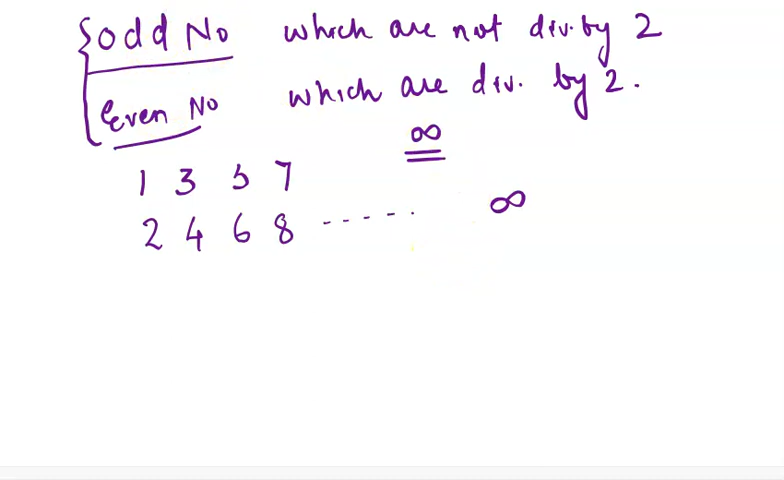 odd No which are not div. by 2
Even No which are div. by 2.
1 3 5 7 ∞
2 4 6 8 ...... ∞